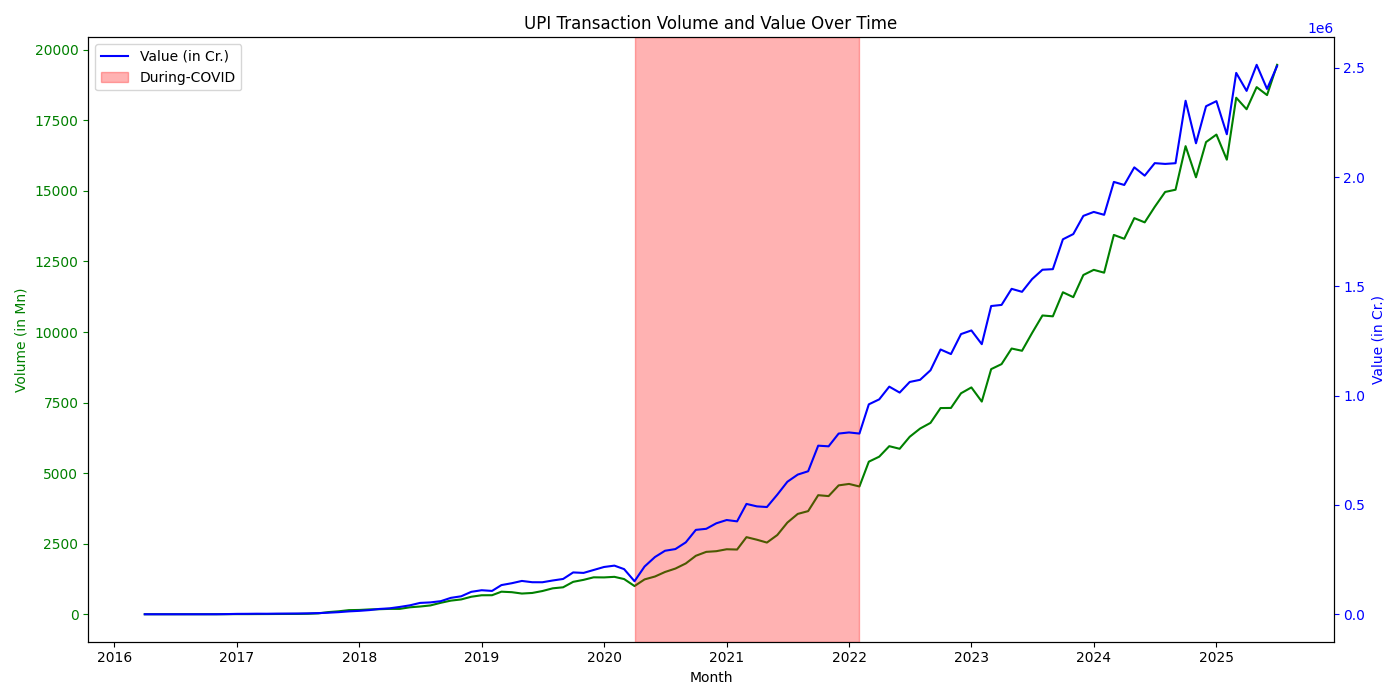 UPI Transaction Volume and Value Over Time
1e6
Value (in Cr.)
During-COVID
20000
17500
15000
12500
10000
7500
5000
2500
0
Volume (in Mn)
2.5
2.0
1.5
1.0
0.5
0.0
Value (in Cr.)
2016 2017 2018 2019 2020 2021 2022 2023 2024 2025
Month